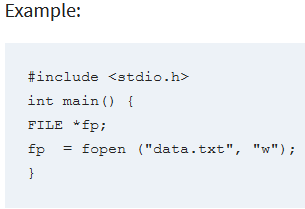 Example:
#include <stdio.h>
int main() {
FILE *fp;
fp  = fopen ("data.txt", "w");
}